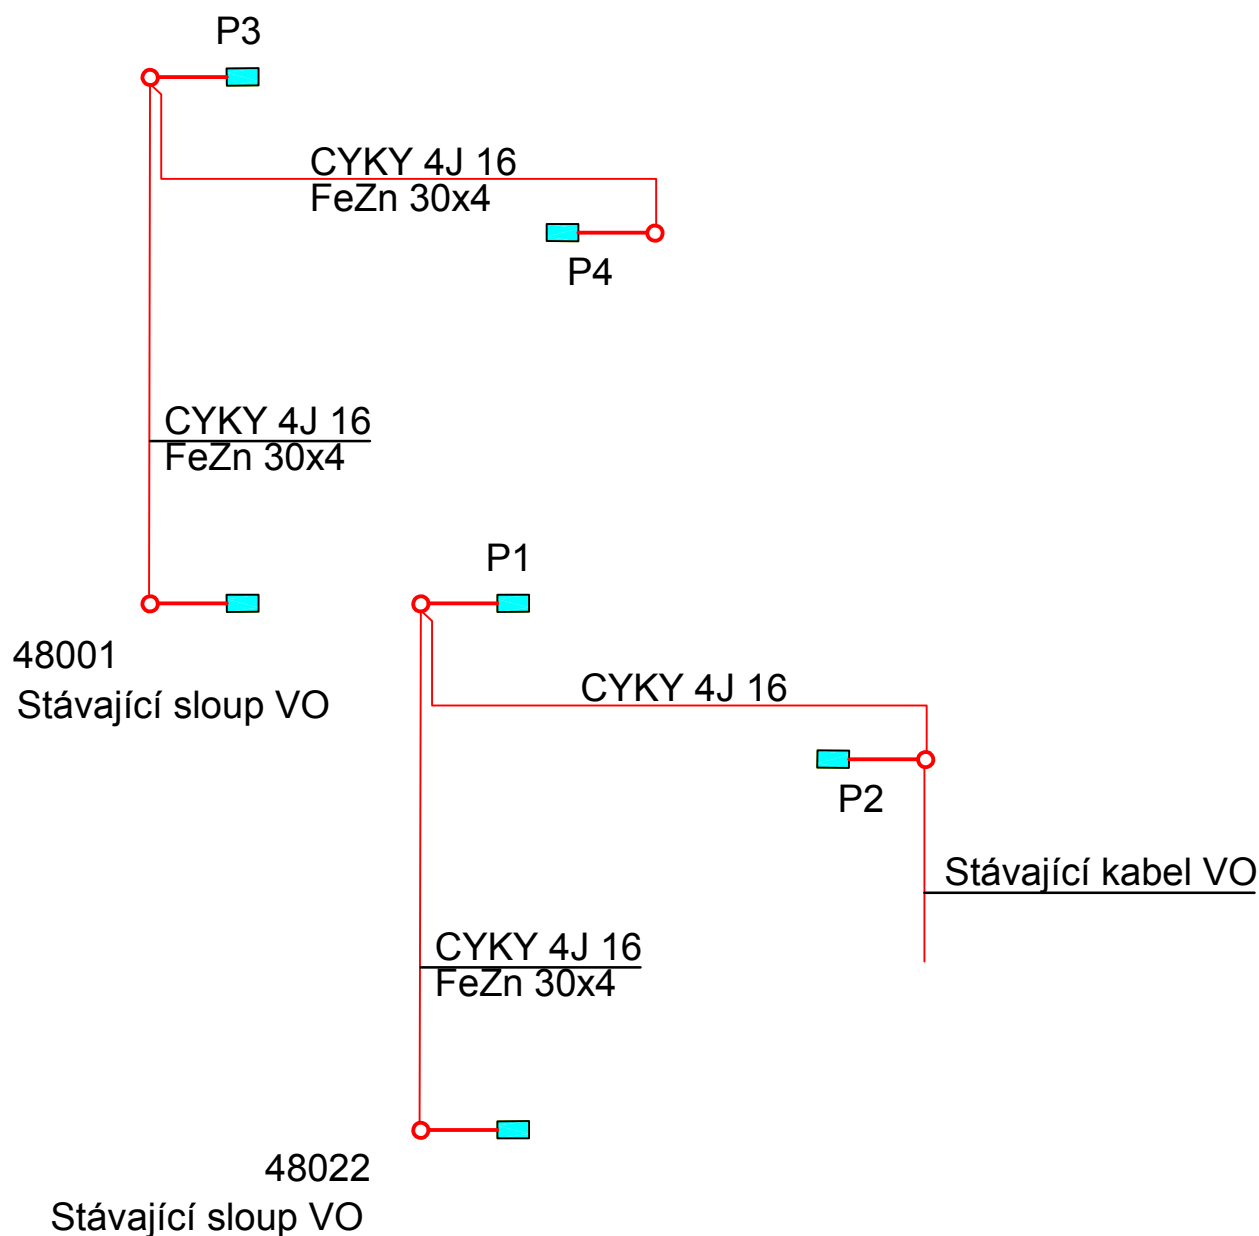 P3
CYKY 4J 16
FeZn 30x4
P4
CYKY 4J 16
FeZn 30x4
P1
48001
Stávající sloup VO
CYKY 4J 16
P2
Stávající kabel VO
CYKY 4J 16
FeZn 30x4
48022
Stávající sloup VO